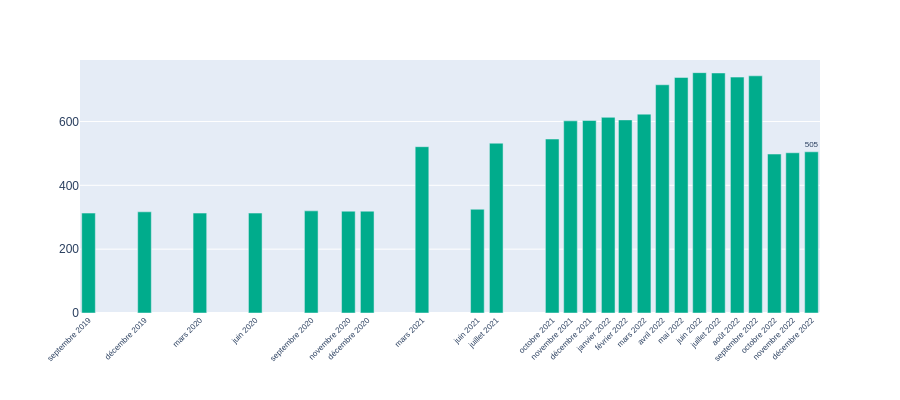 600
400
200
0
505
septembre 2019
décembre 2019
mars 2020
juin 2020
septembre 2020
novembre 2020
décembre 2020
mars 2021
juin 2021
juillet 2021
octobre 2021
novembre 2021
décembre 2021
janvier 2022
février 2022
mars 2022
avril 2022
mai 2022
juin 2022
juillet 2022
août 2022
septembre 2022
octobre 2022
novembre 2022
décembre 2022